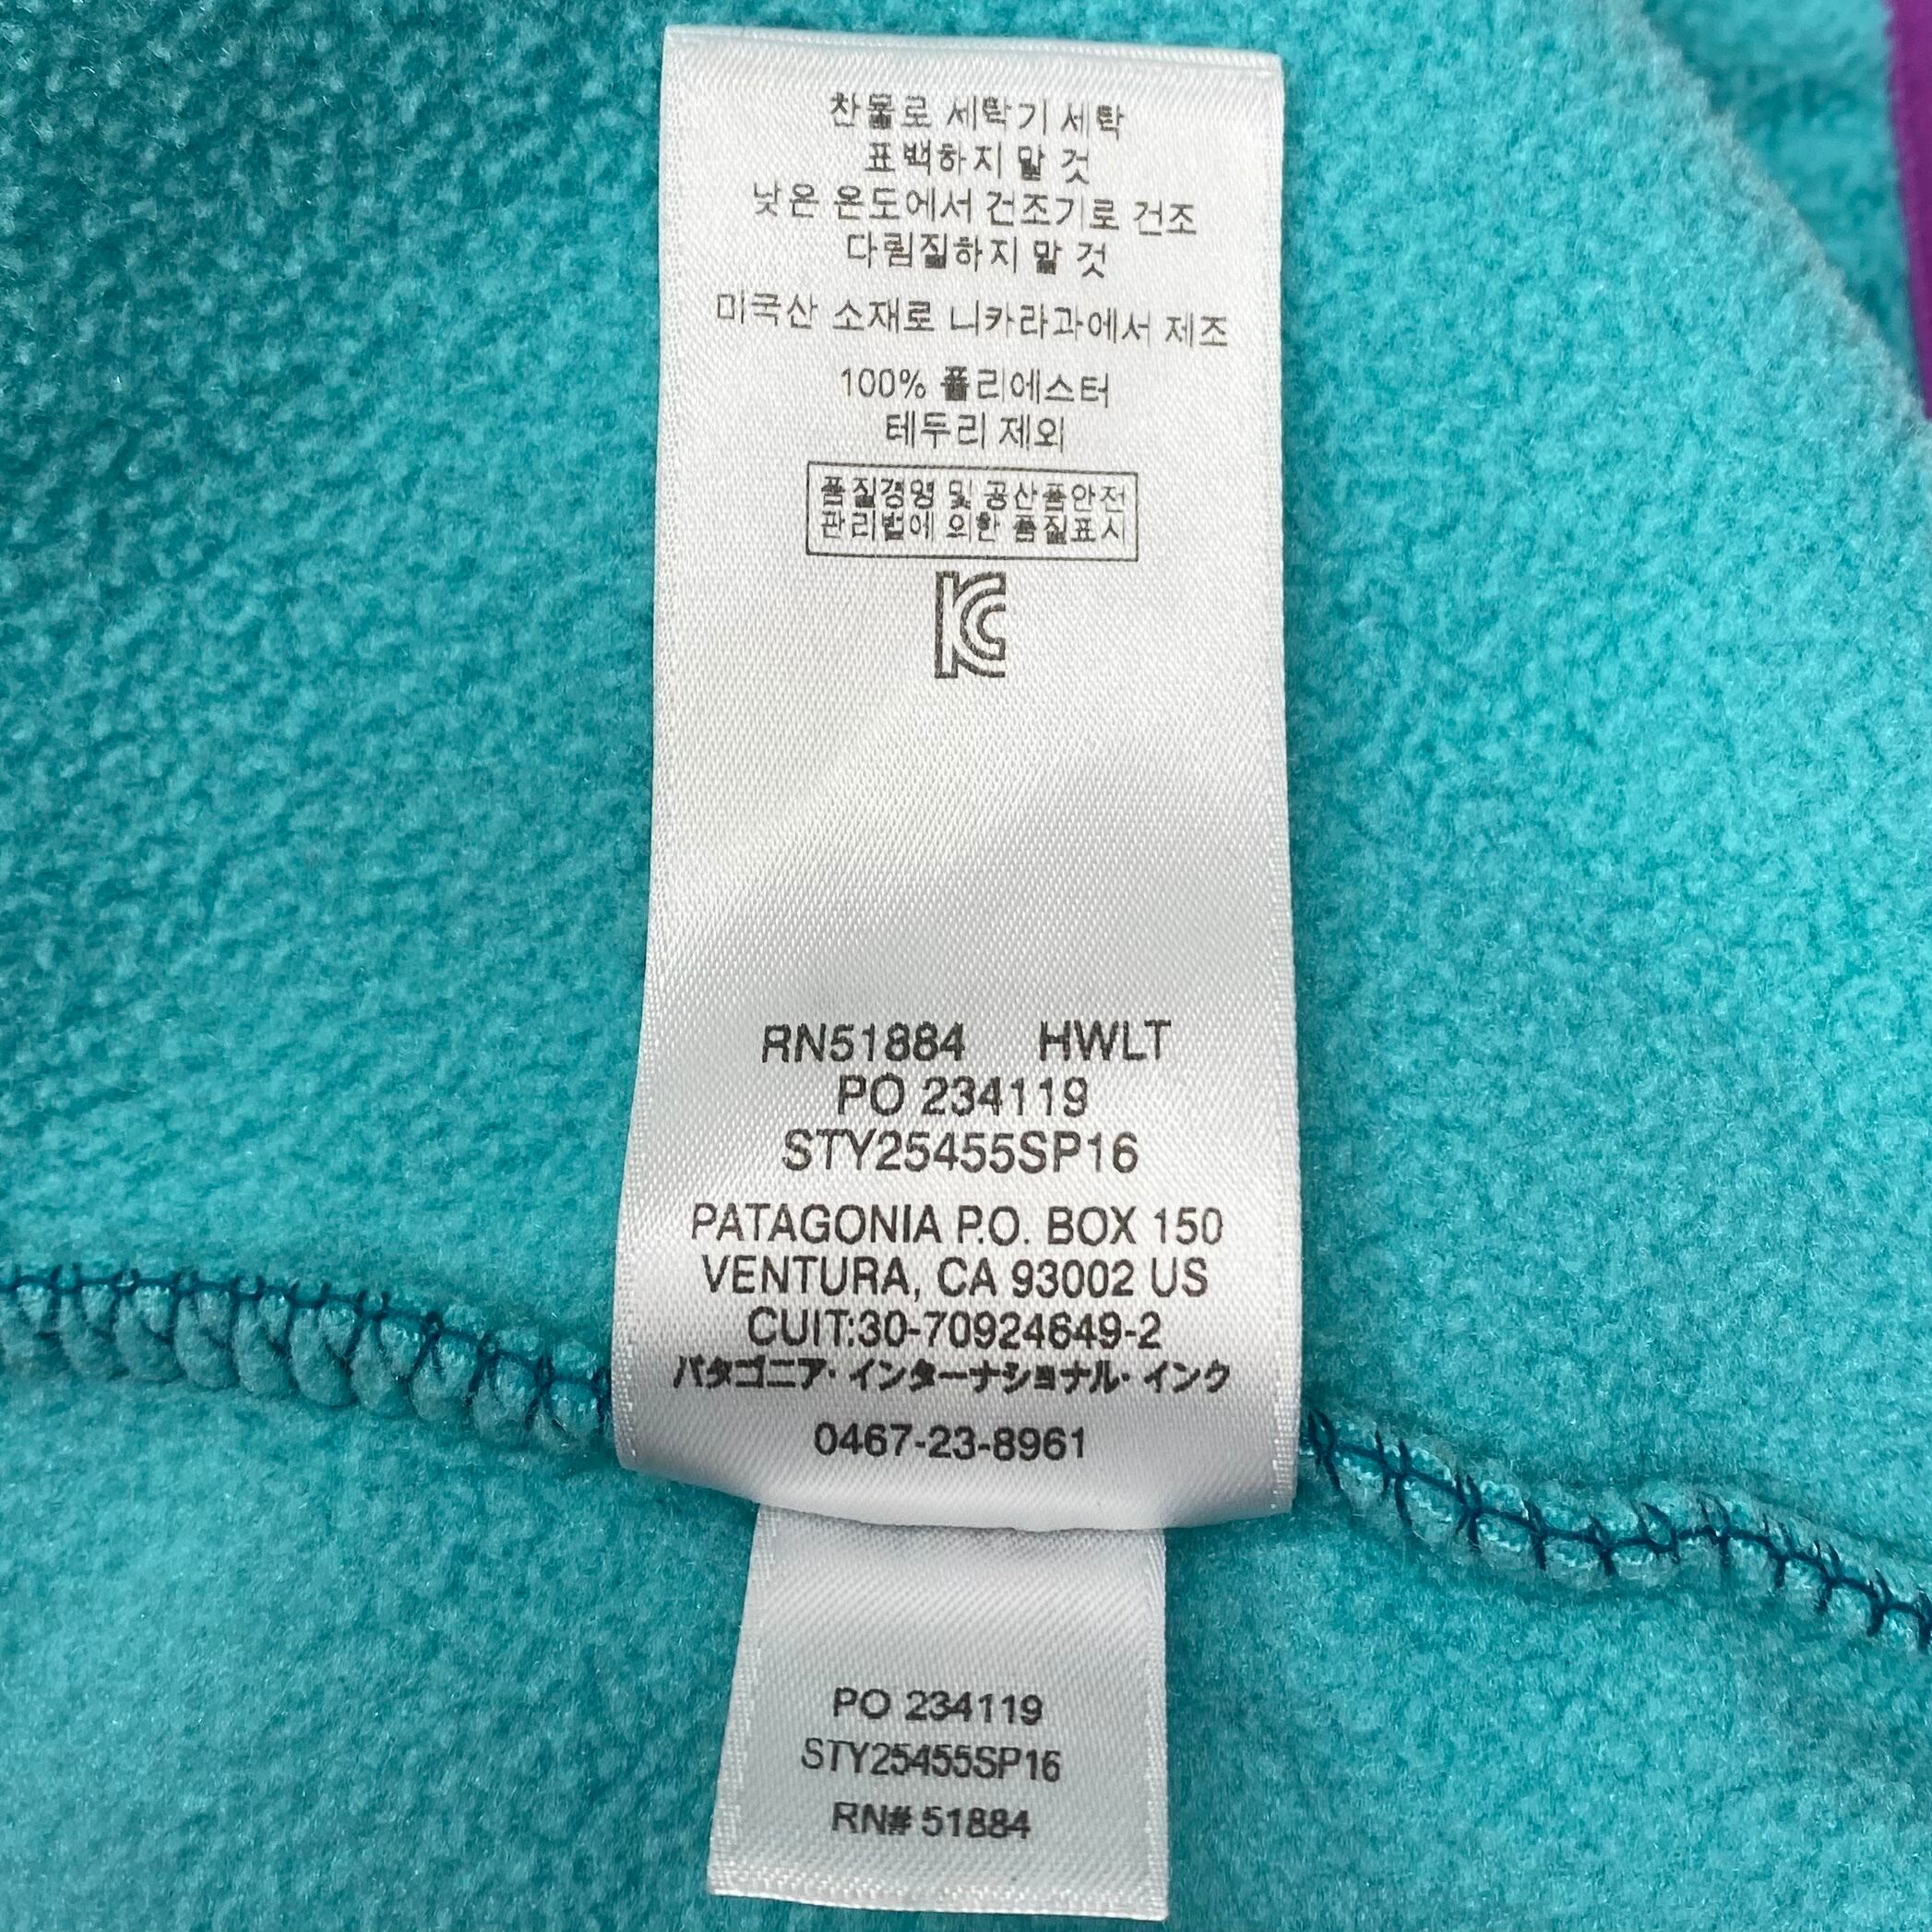 찬물로 세탁기 세탁
표백하지 말 것
낮은 온도에서 건조기로 건조
다림질하지 말 것
미국산 소재로 니카라과에서 제조
100% 폴리에스터
테두리 제외
품질경영 및 공산품안전
관리법에 의한 품질표시
KC
RN51884 HWLT
PO 234119
STY25455SP16
PATAGONIA P.O. BOX 150
VENTURA, CA 93002 US
CUIT:30-70924649-2
パタゴニア・インターナショナル・インク
0467-23-8961
PO 234119
STY25455SP16
RN# 51884